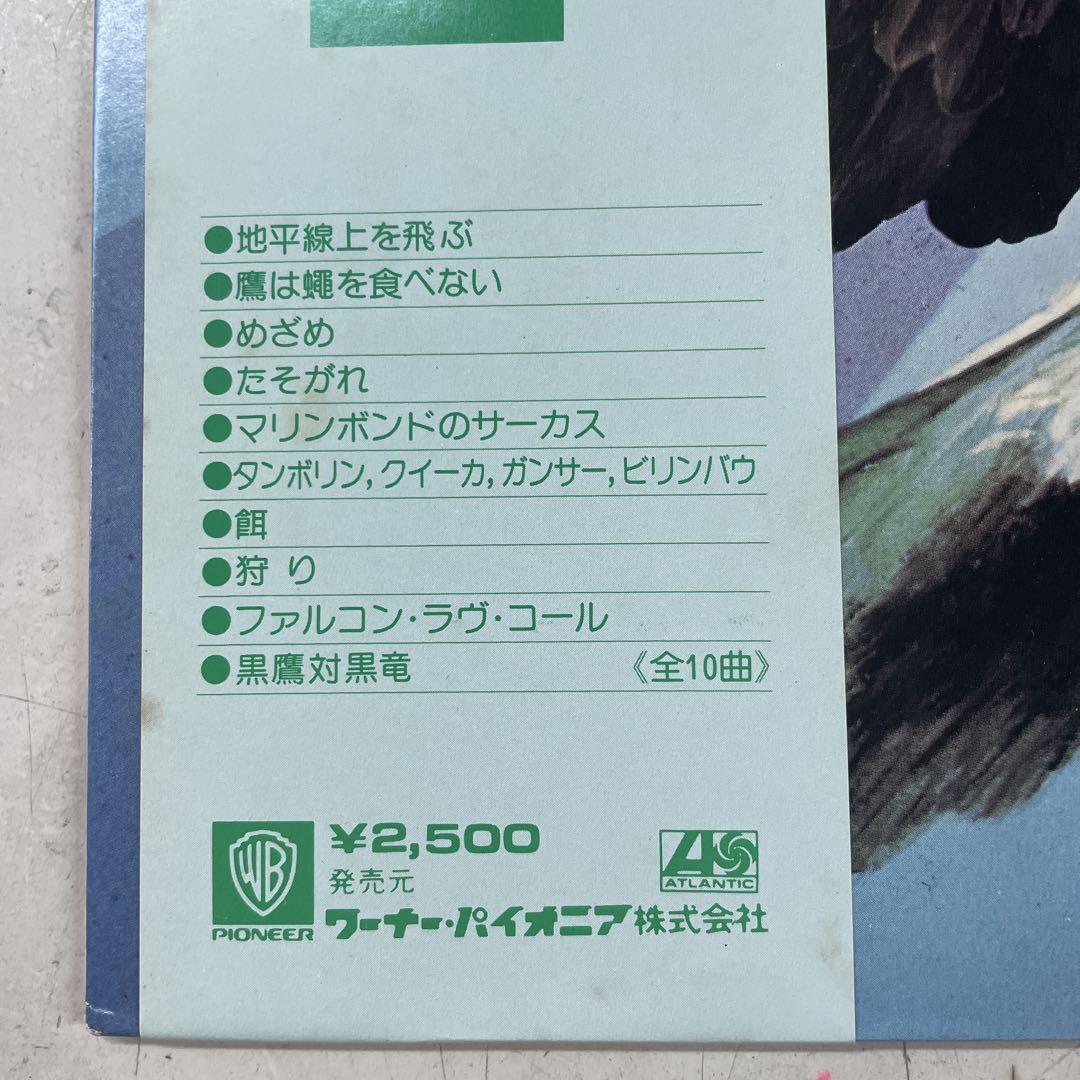 ●地平線上を飛ぶ
●鷹は蠅を食べない
●めざめ
●たそがれ
●マリンボンドのサーカス
●タンボリン,クイーカ,ガンサー,ビリンバウ
●餌
●狩り
●ファルコン・ラヴ・コール
●黒鷹対黒竜 《全10曲》
WB
PIONEER
¥2,500
発売元
ワーナー・パイオニア株式会社
ATLANTIC